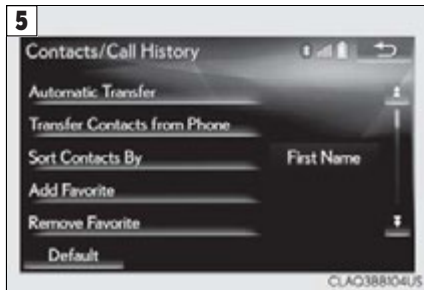 5
Contacts/Call History
Automatic Transfer
Transfer Contacts from Phone
Sort Contacts By First Name
Add Favorite
Remove Favorite
Default
CLAO3BB104US